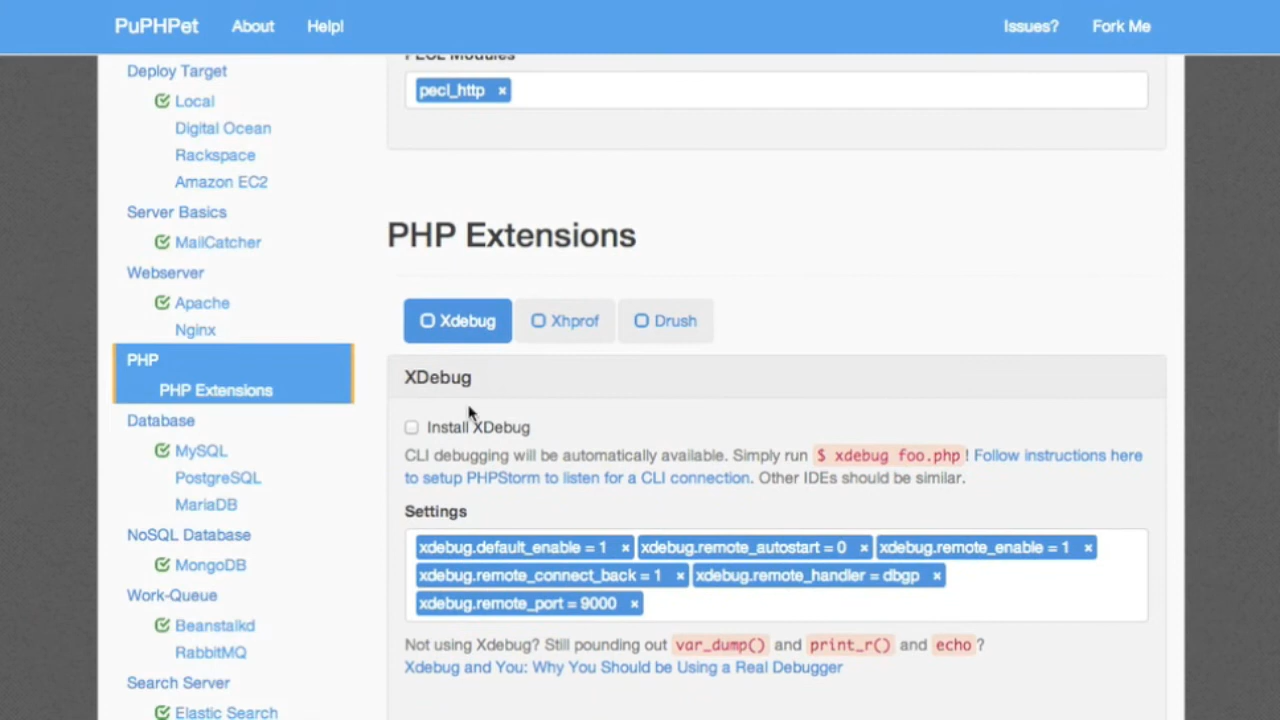 PuPHPet About Help! Issues? Fork Me
Deploy Target
Local
Digital Ocean
Rackspace
Amazon EC2
Server Basics
MailCatcher
Webserver
Apache
Nginx
PHP
PHP Extensions
Database
MySQL
PostgreSQL
MariaDB
NoSQL Database
MongoDB
Work-Queue
Beanstalkd
RabbitMQ
Search Server
Elastic Search
PECL Modules
pecl_http ×
PHP Extensions
Xdebug Xhprof Drush
XDebug
Install XDebug
CLI debugging will be automatically available. Simply run $ xdebug foo.php! Follow instructions here
to setup PHPStorm to listen for a CLI connection. Other IDEs should be similar.
Settings
xdebug.default_enable = 1 × xdebug.remote_autostart = 0 × xdebug.remote_enable = 1 ×
xdebug.remote_connect_back = 1 × xdebug.remote_handler = dbgp ×
xdebug.remote_port = 9000 ×
Not using Xdebug? Still pounding out var_dump() and print_r() and echo?
Xdebug and You: Why You Should be Using a Real Debugger